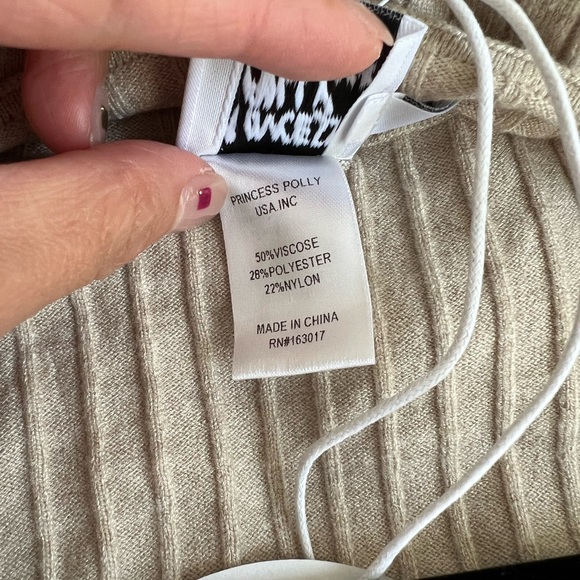 PRINCESS POLLY
USA.INC
50%VISCOSE
28%POLYESTER
22%NYLON
MADE IN CHINA
RN#163017